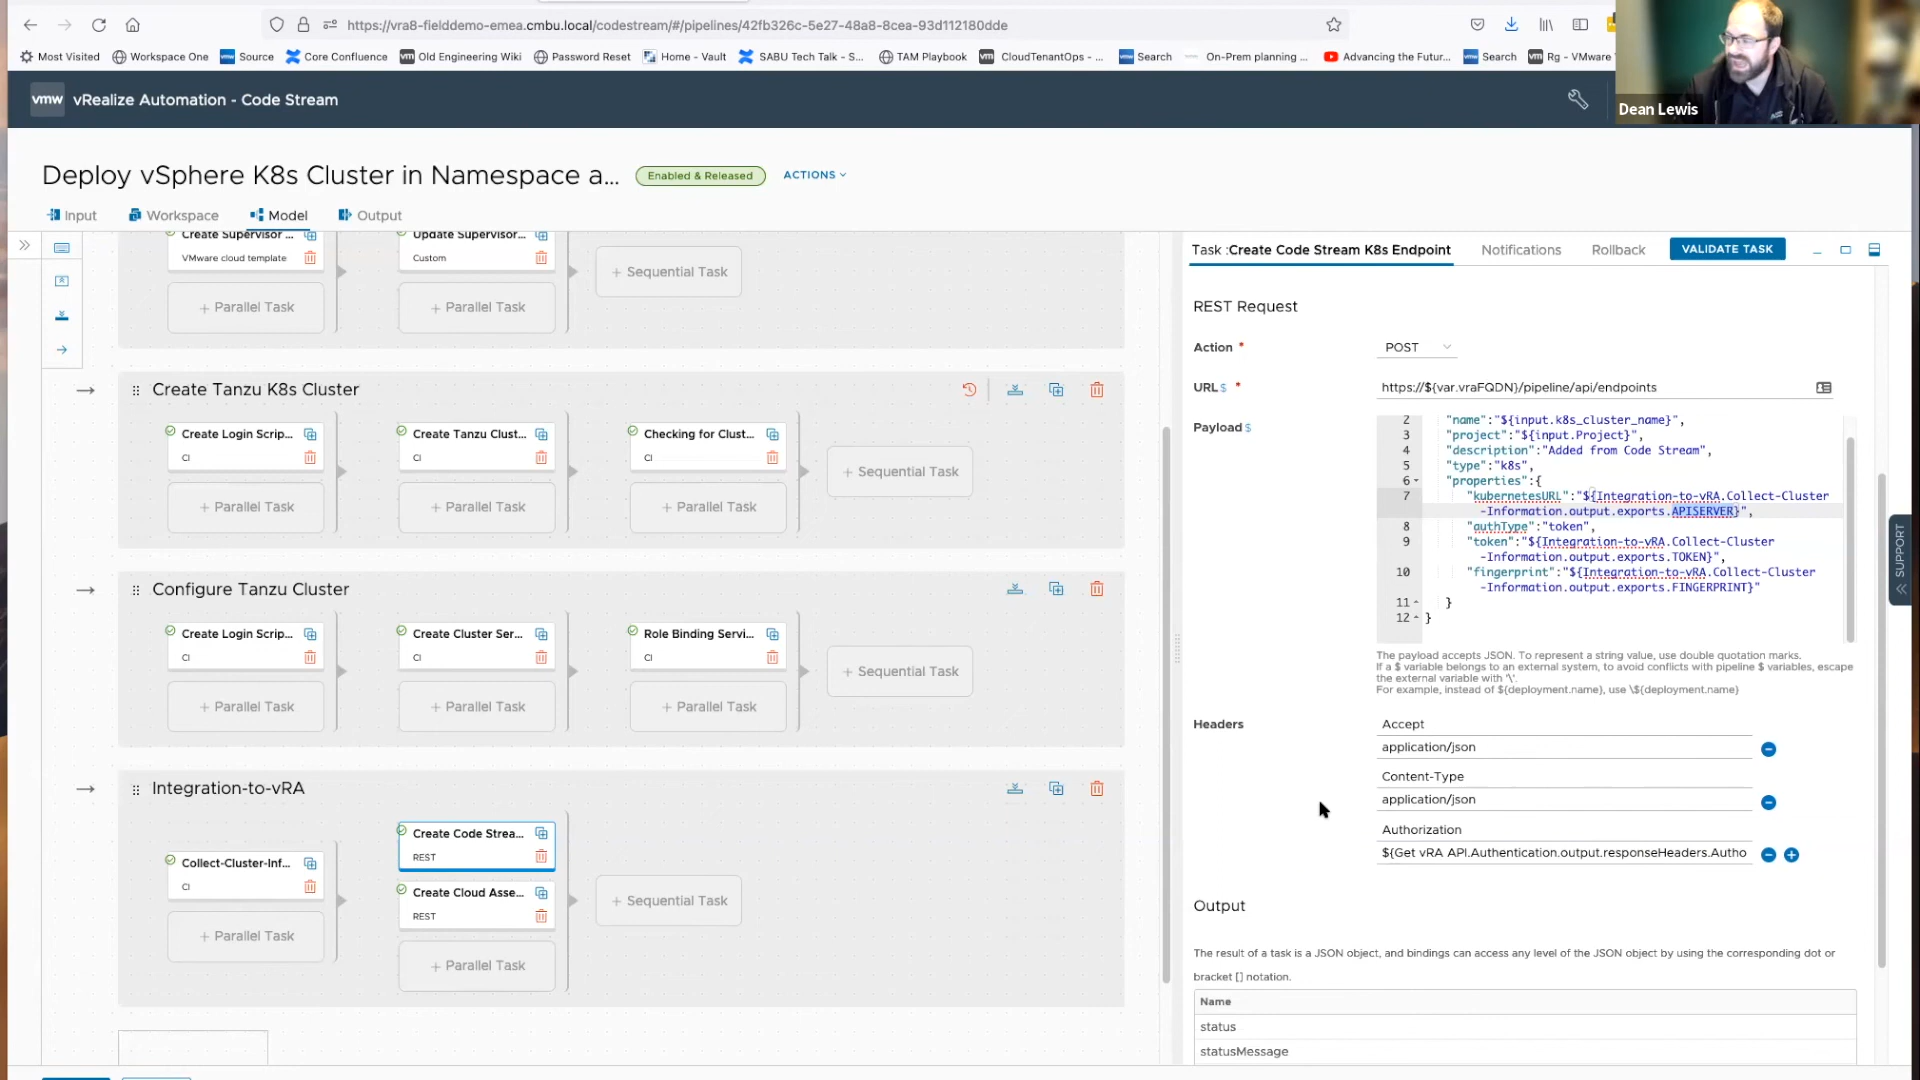 https://vra8-fielddemo-emea.cmbu.local/codestream/#/pipelines/42fb326c-5e27-48a8-8cea-93d112180dde
Most Visited
Workspace One
Source
Core Confluence
Old Engineering Wiki
Password Reset
Home - Vault
SABU Tech Talk - S...
TAM Playbook
CloudTenantOps - ...
Search
On-Prem planning ...
Advancing the Futur...
Search
Rg - VMware
Dean Lewis
vmw
vRealize Automation - Code Stream
Deploy vSphere K8s Cluster in Namespace a...
Enabled & Released
ACTIONS
Input
Workspace
Model
Output
Create Supervisor ...
VMware cloud template
+ Parallel Task
Update Supervisor...
Custom
+ Parallel Task
+ Sequential Task
Create Tanzu K8s Cluster
Create Login Scrip...
CI
+ Parallel Task
Create Tanzu Clust...
CI
+ Parallel Task
Checking for Clust...
CI
+ Parallel Task
+ Sequential Task
Configure Tanzu Cluster
Create Login Scrip...
CI
+ Parallel Task
Create Cluster Ser...
CI
+ Parallel Task
Role Binding Servi...
CI
+ Parallel Task
+ Sequential Task
Integration-to-vRA
Collect-Cluster-Inf...
CI
+ Parallel Task
Create Code Strea...
REST
Create Cloud Asse...
REST
+ Parallel Task
+ Sequential Task
Task :Create Code Stream K8s Endpoint
Notifications
Rollback
VALIDATE TASK
REST Request
Action *
POST
URL $ *
https://${var.vraFQDN}/pipeline/api/endpoints
Payload $
2 "name":"${input.k8s_cluster_name}",
3 "project":"${input.Project}",
4 "description":"Added from Code Stream",
5 "type":"k8s",
6 "properties":{
7 "kubernetesURL":"${Integration-to-vRA.Collect-Cluster
-Information.output.exports.APISERVER}",
8 "authType":"token",
9 "token":"${Integration-to-vRA.Collect-Cluster
-Information.output.exports.TOKEN}",
10 "fingerprint":"${Integration-to-vRA.Collect-Cluster
-Information.output.exports.FINGERPRINT}"
11 }
12 }
The payload accepts JSON. To represent a string value, use double quotation marks.
If a $ variable belongs to an external system, to avoid conflicts with pipeline $ variables, escape
the external variable with '\'.
For example, instead of ${deployment.name}, use \${deployment.name}
Headers
Accept
application/json
Content-Type
application/json
Authorization
${Get vRA API.Authentication.output.responseHeaders.Autho
Output
The result of a task is a JSON object, and bindings can access any level of the JSON object by using the corresponding dot or
bracket [] notation.
Name
status
statusMessage
SUPPORT